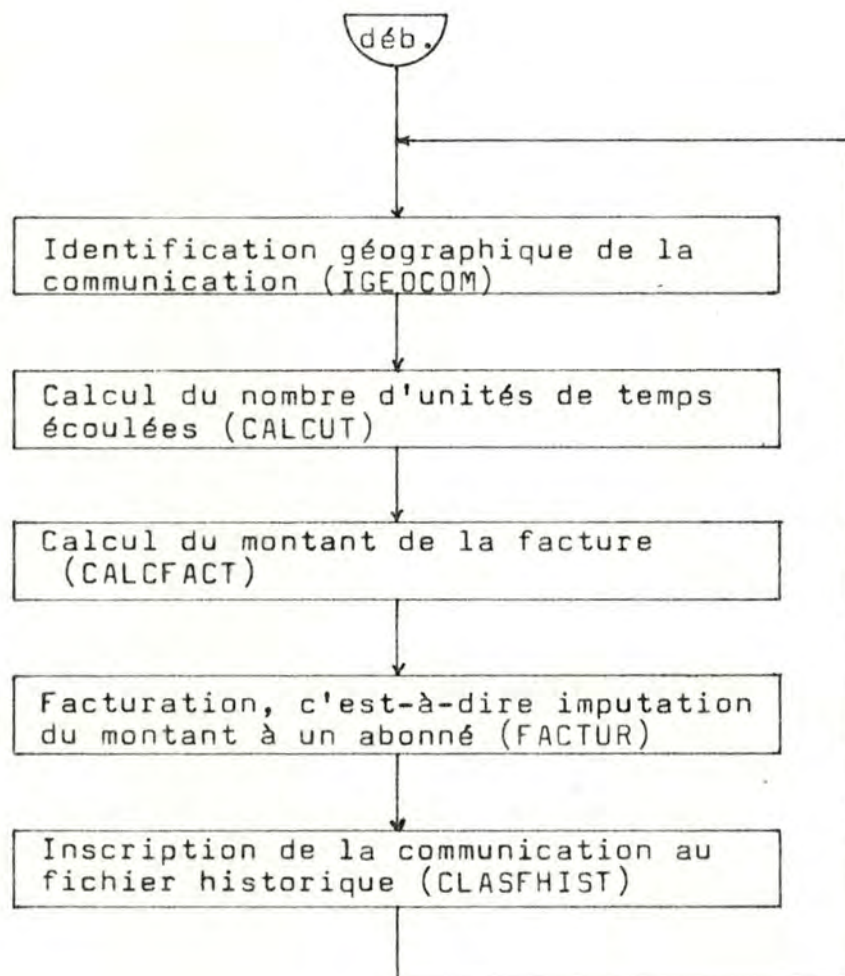 déb.
Identification géographique de la
communication (IGEOCOM)
Calcul du nombre d'unités de temps
écoulées (CALCUT)
Calcul du montant de la facture
(CALCFACT)
Facturation, c'est-à-dire imputation
du montant à un abonné (FACTUR)
Inscription de la communication au
fichier historique (CLASFHIST)